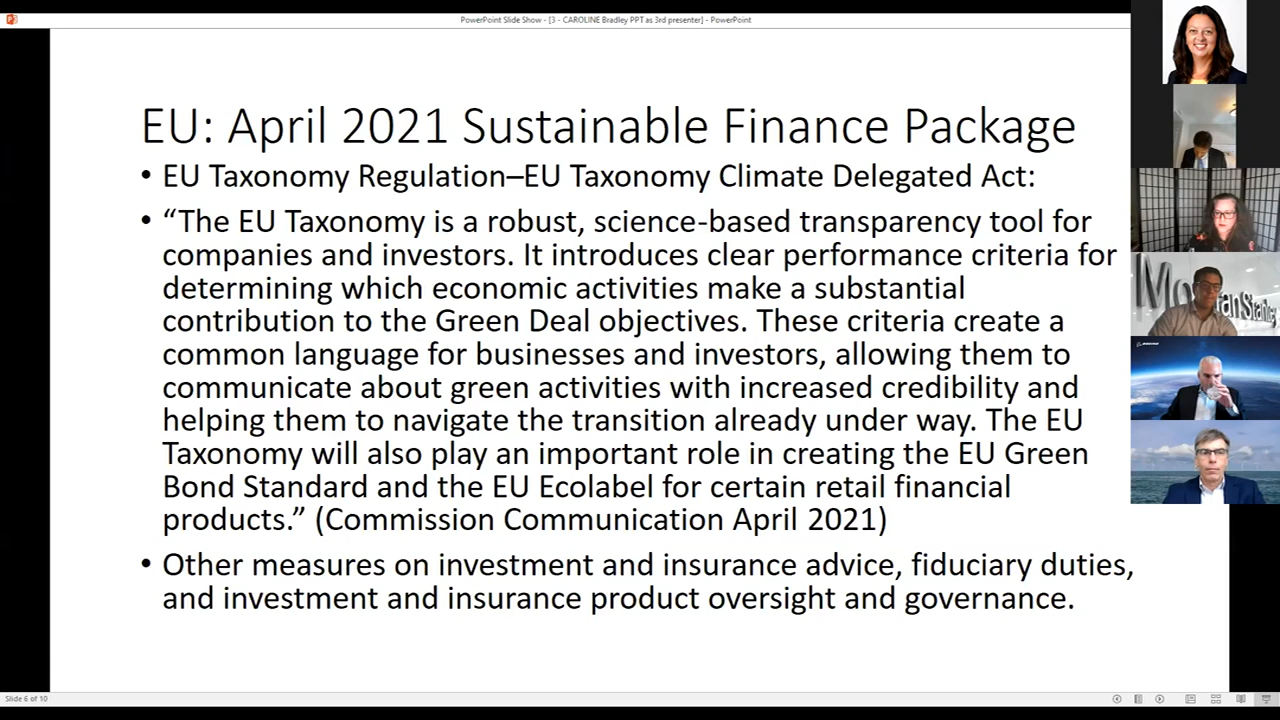 PowerPoint Slide Show - [3 - CAROLINE Bradley PPT as 3rd presenter] - PowerPoint
EU: April 2021 Sustainable Finance Package
• EU Taxonomy Regulation–EU Taxonomy Climate Delegated Act:
• “The EU Taxonomy is a robust, science-based transparency tool for
companies and investors. It introduces clear performance criteria for
determining which economic activities make a substantial
contribution to the Green Deal objectives. These criteria create a
common language for businesses and investors, allowing them to
communicate about green activities with increased credibility and
helping them to navigate the transition already under way. The EU
Taxonomy will also play an important role in creating the EU Green
Bond Standard and the EU Ecolabel for certain retail financial
products.” (Commission Communication April 2021)
• Other measures on investment and insurance advice, fiduciary duties,
and investment and insurance product oversight and governance.
BOEING
Slide 6 of 10